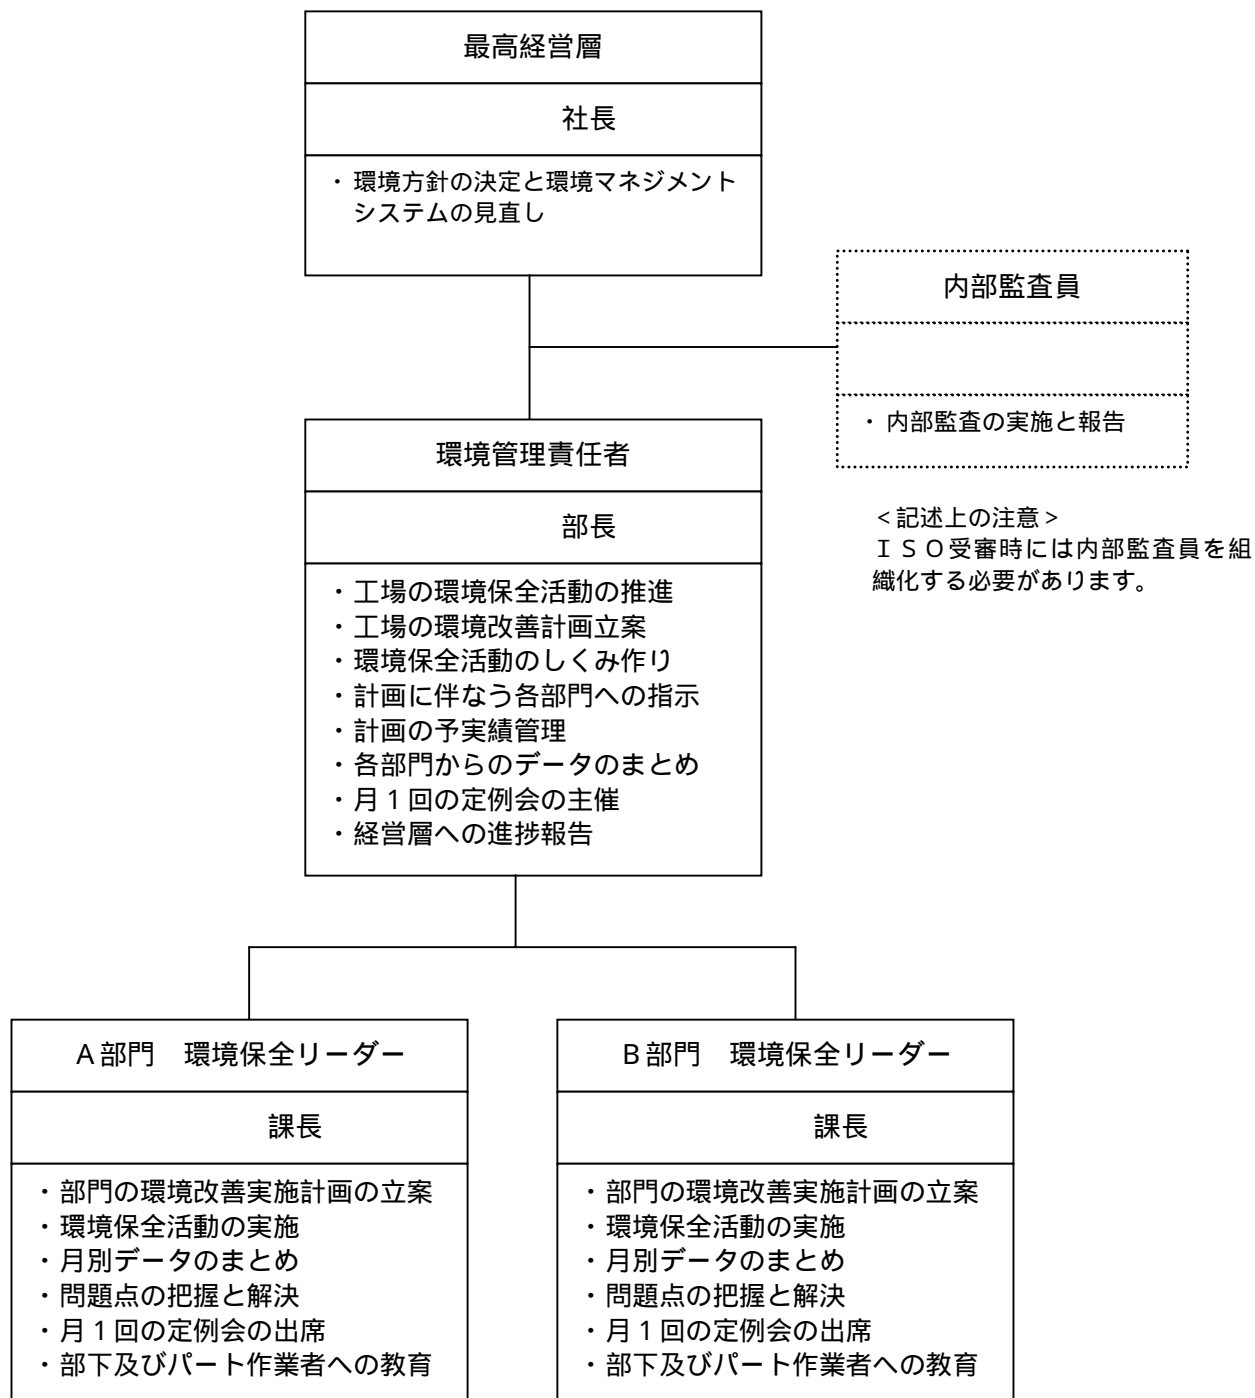 最高経営層
社長
・環境方針の決定と環境マネジメント
システムの見直し
内部監査員
・内部監査の実施と報告
<記述上の注意>
ISO受審時には内部監査員を組
織化する必要があります。
環境管理責任者
部長
・工場の環境保全活動の推進
・工場の環境改善計画立案
・環境保全活動のしくみ作り
・計画に伴なう各部門への指示
・計画の予実績管理
・各部門からのデータのまとめ
・月1回の定例会の主催
・経営層への進捗報告
A部門 環境保全リーダー
課長
・部門の環境改善実施計画の立案
・環境保全活動の実施
・月別データのまとめ
・問題点の把握と解決
・月1回の定例会の出席
・部下及びパート作業者への教育
B部門 環境保全リーダー
課長
・部門の環境改善実施計画の立案
・環境保全活動の実施
・月別データのまとめ
・問題点の把握と解決
・月1回の定例会の出席
・部下及びパート作業者への教育